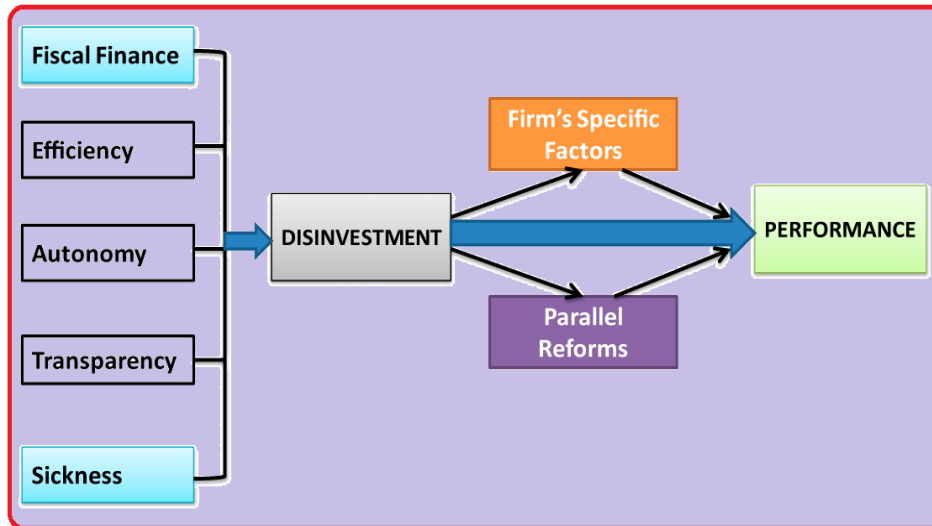 Fiscal Finance
Efficiency
Autonomy
Transparency
Sickness
DISINVESTMENT
Firm's Specific
Factors
Parallel
Reforms
PERFORMANCE